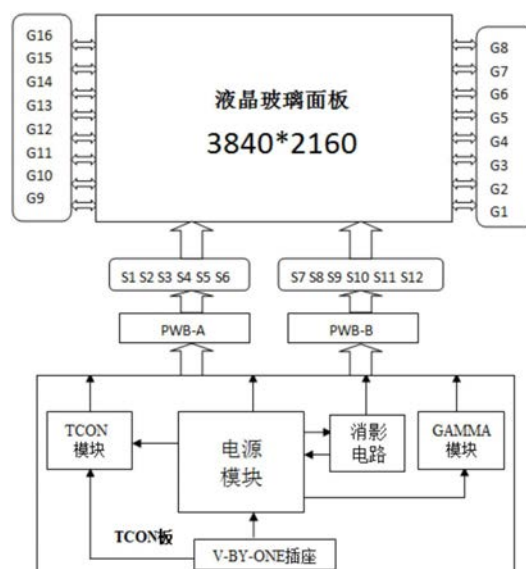 G16
G15
G14
G13
G12
G11
G10
G9
液晶玻璃面板
3840*2160
G8
G7
G6
G5
G4
G3
G2
G1
S1 S2 S3 S4 S5 S6
S7 S8 S9 S10 S11 S12
PWB-A
PWB-B
TCON
模块
电源
模块
消影
电路
GAMMA
模块
TCON板
V-BY-ONE插座